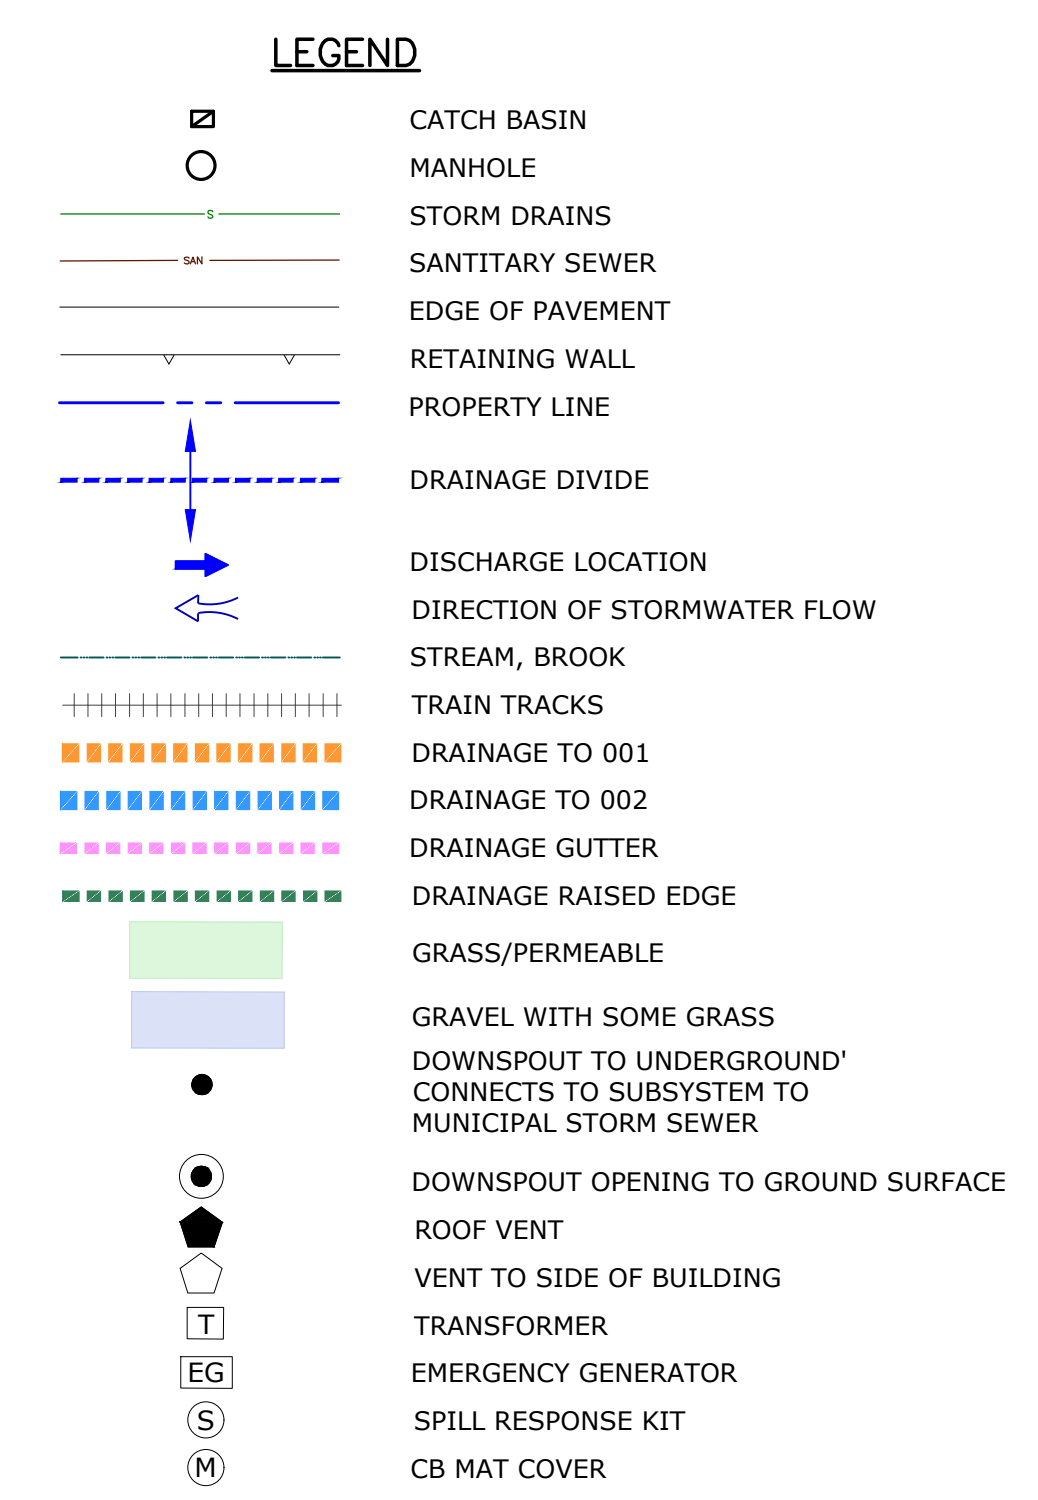 LEGEND
CATCH BASIN
MANHOLE
S STORM DRAINS
SAN SANTITARY SEWER
EDGE OF PAVEMENT
RETAINING WALL
PROPERTY LINE
DRAINAGE DIVIDE
DISCHARGE LOCATION
DIRECTION OF STORMWATER FLOW
STREAM, BROOK
TRAIN TRACKS
DRAINAGE TO 001
DRAINAGE TO 002
DRAINAGE GUTTER
DRAINAGE RAISED EDGE
GRASS/PERMEABLE
GRAVEL WITH SOME GRASS
DOWNSPOUT TO UNDERGROUND'
CONNECTS TO SUBSYSTEM TO
MUNICIPAL STORM SEWER
DOWNSPOUT OPENING TO GROUND SURFACE
ROOF VENT
VENT TO SIDE OF BUILDING
T TRANSFORMER
EG EMERGENCY GENERATOR
S SPILL RESPONSE KIT
M CB MAT COVER